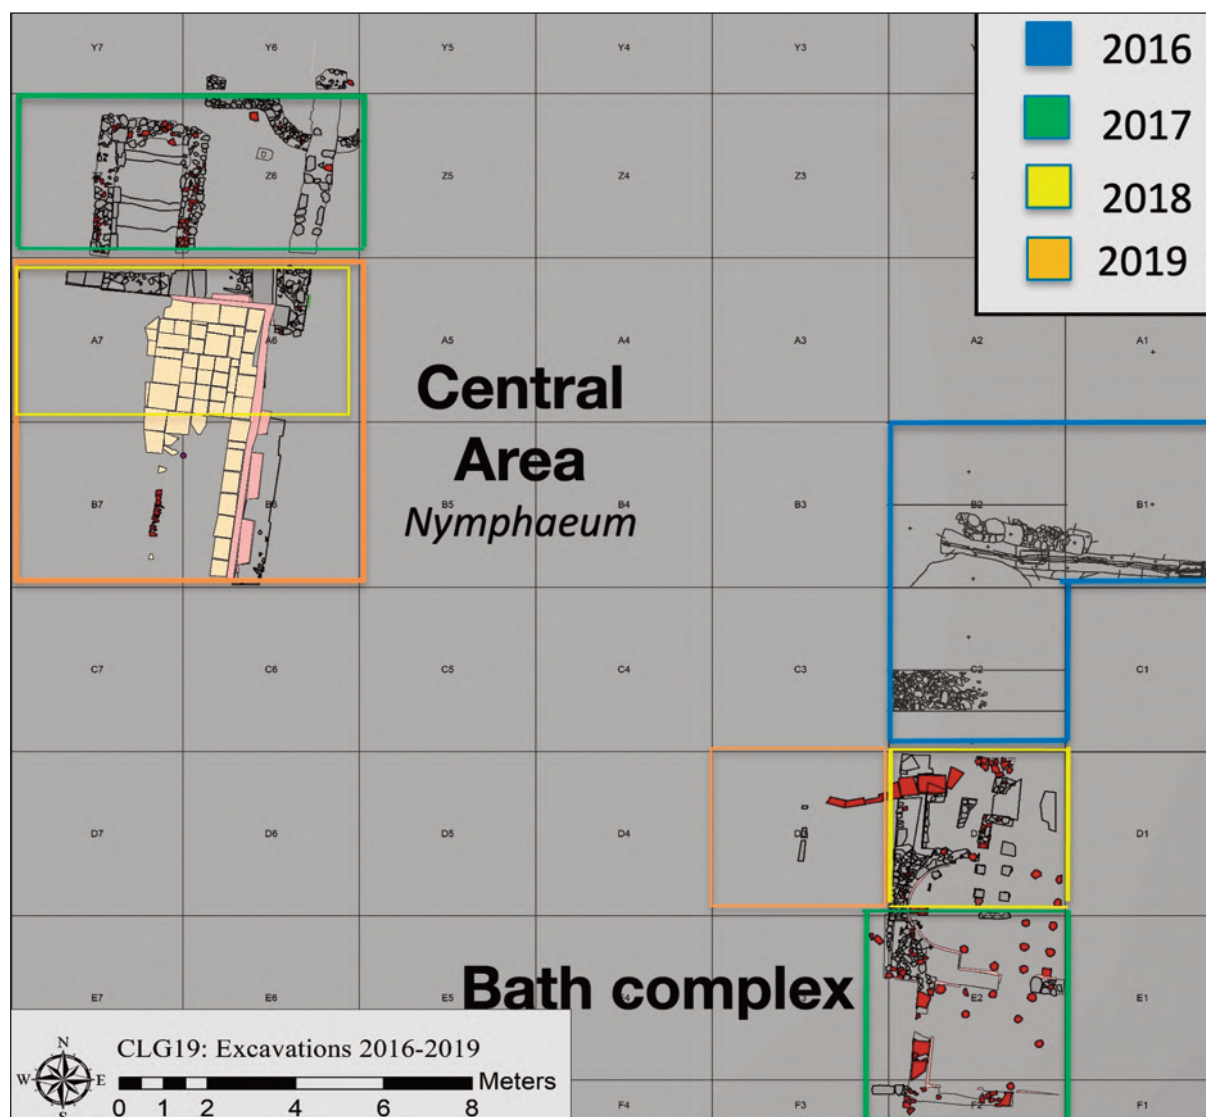 Y7 Y6 Y5 Y4 Y3
2016
2017
Z6 Z5 Z4 Z3
2018
2019
A7 A6 A5 A3 A2 A1
Central
Area
Nymphaeum
B7 B6 B5 B4 B3 B2 B1
C7 C6 C5 C4 C3 C2 C1
D7 D6 D5 D4 D1
Bath complex
E7 E6 E5 E2 E1
CLG19: Excavations 2016-2019
N
W E
S
Meters
0 1 2 4 6 8
F4 F3 F2 F1